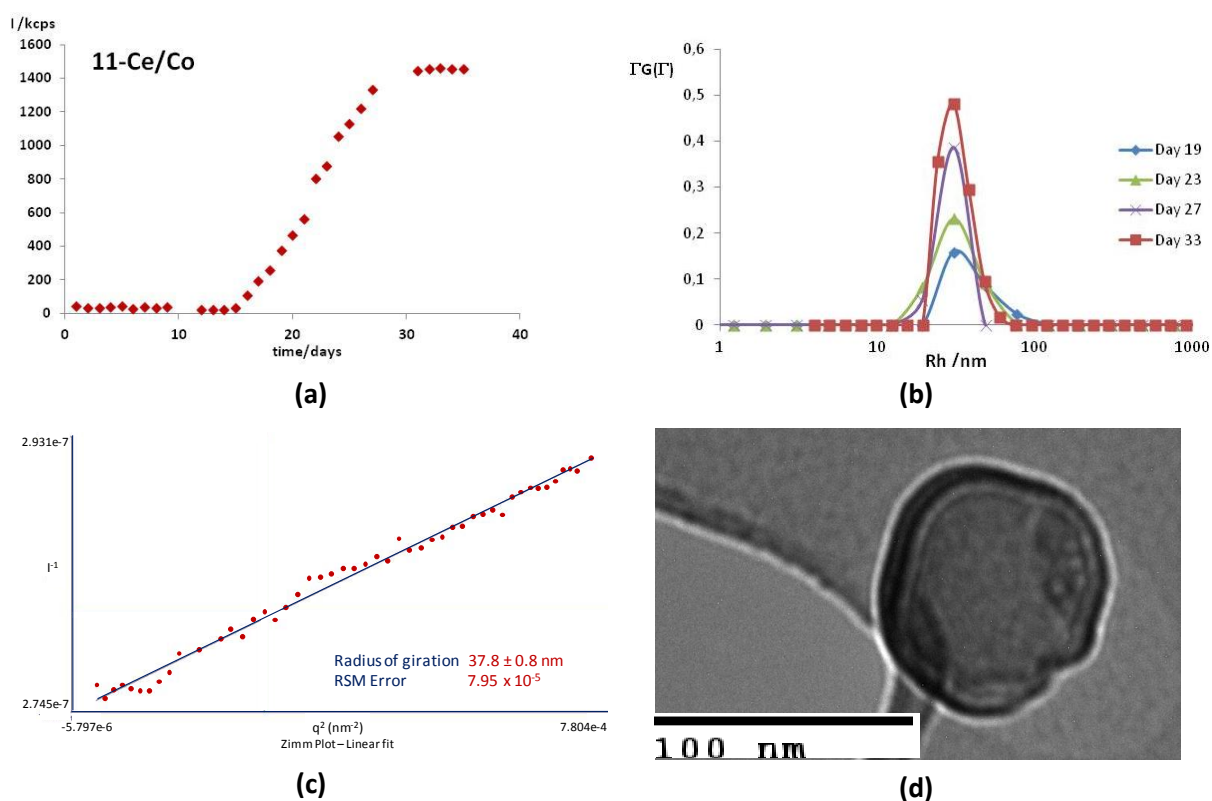 I /kcps
11-Ce/Co
1600
1400
1200
1000
800
600
400
200
0
0 10 20 30 40
time/days
(a)
ΓG(Γ)
0,6
0,5
0,4
0,3
0,2
0,1
0
1 10 100 1000
Rh /nm
Day 19
Day 23
Day 27
Day 33
(b)
2.931e-7
I-1
2.745e-7
Radius of giration 37.8 ± 0.8 nm
RSM Error 7.95 x 10-5
-5.797e-6 q2 (nm-2) 7.804e-4
Zimm Plot – Linear fit
(c)
100 nm
(d)